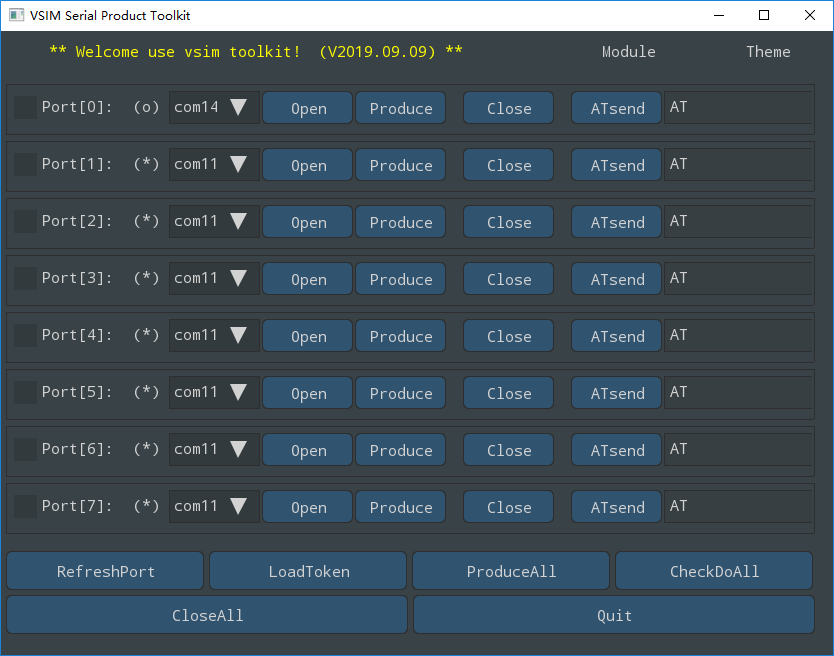 VSIM Serial Product Toolkit
** Welcome use vsim toolkit!  (V2019.09.09) ** Module Theme
Port[0]: (o) com14 Open Produce Close ATsend AT
Port[1]: (*) com11 Open Produce Close ATsend AT
Port[2]: (*) com11 Open Produce Close ATsend AT
Port[3]: (*) com11 Open Produce Close ATsend AT
Port[4]: (*) com11 Open Produce Close ATsend AT
Port[5]: (*) com11 Open Produce Close ATsend AT
Port[6]: (*) com11 Open Produce Close ATsend AT
Port[7]: (*) com11 Open Produce Close ATsend AT
RefreshPort LoadToken ProduceAll CheckDoAll
CloseAll Quit